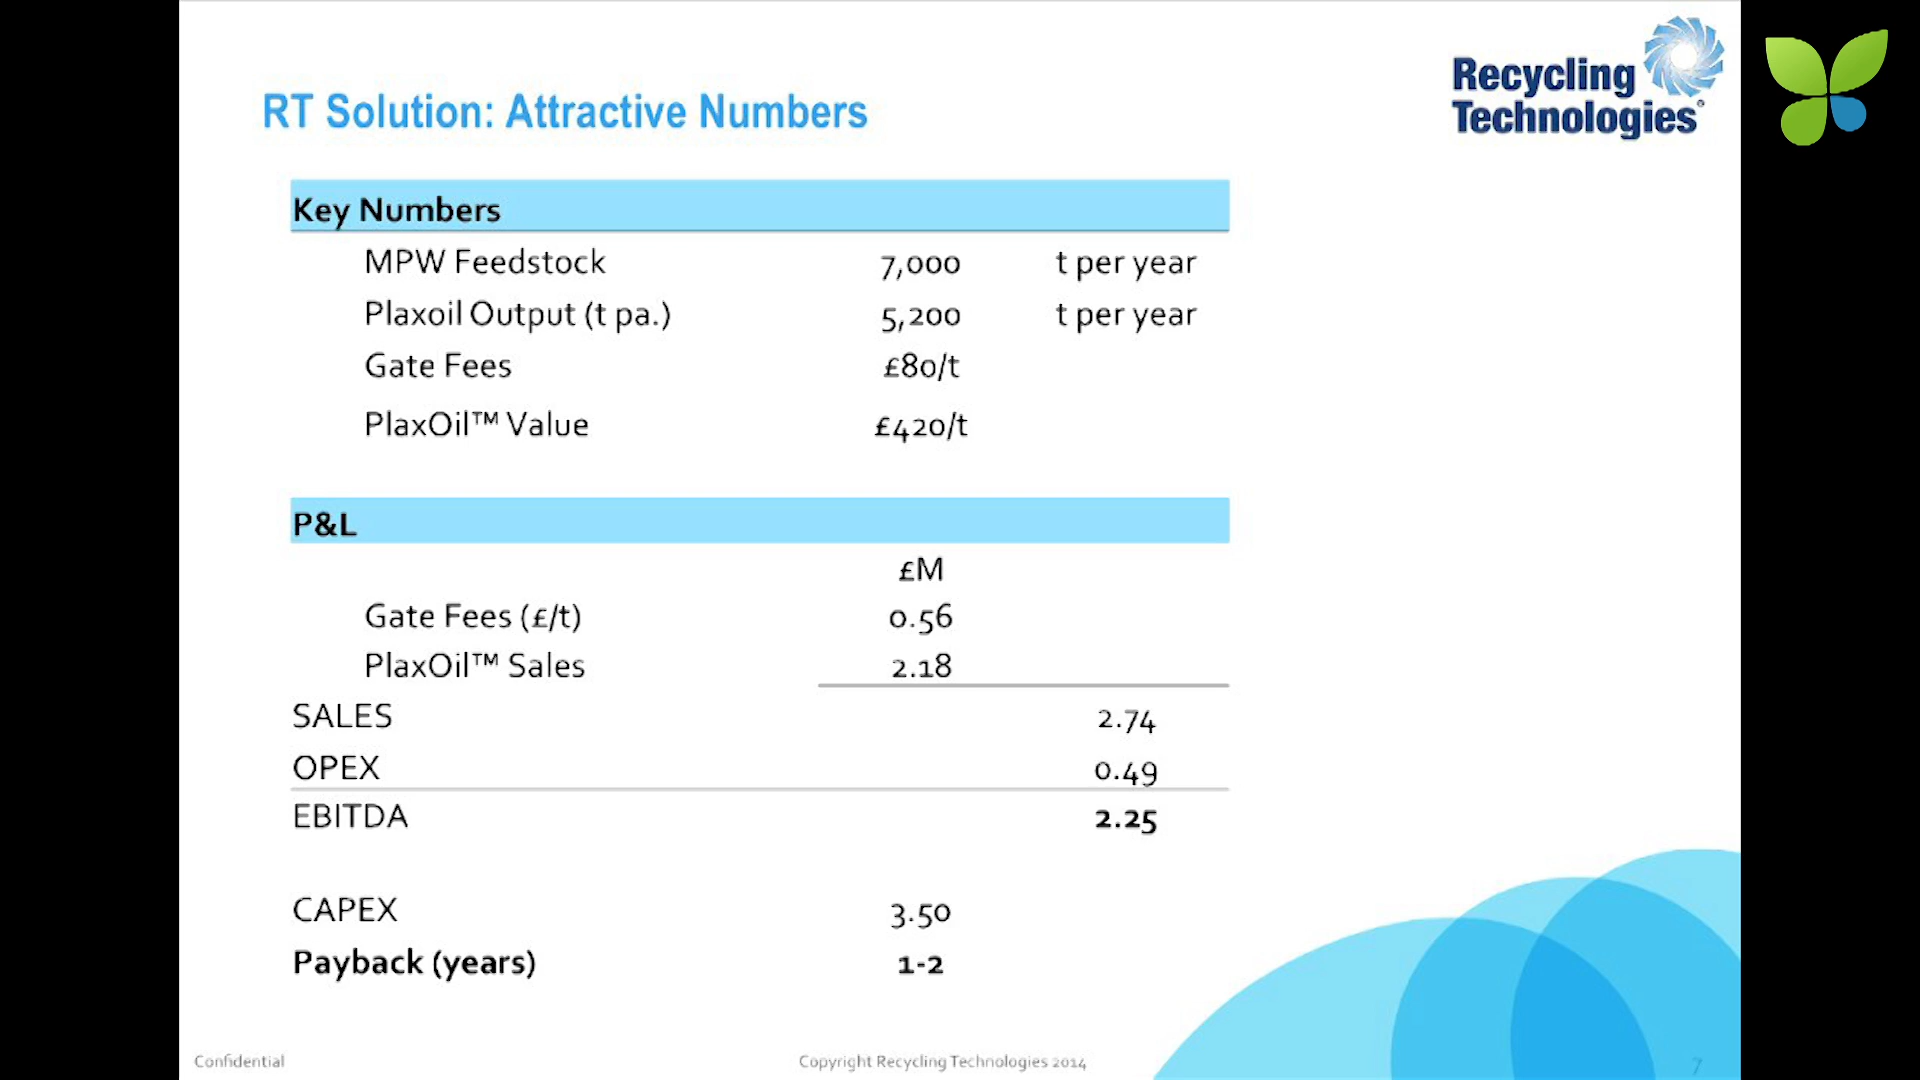 Recycling
Technologies®
RT Solution: Attractive Numbers
Key Numbers
MPW Feedstock 7,000 t per year
Plaxoil Output (t pa.) 5,200 t per year
Gate Fees £80/t
PlaxOil™ Value £420/t
P&L
£M
Gate Fees (£/t) 0.56
PlaxOil™ Sales 2.18
SALES 2.74
OPEX 0.49
EBITDA 2.25
CAPEX 3.50
Payback (years) 1-2
Confidential Copyright Recycling Technologies 2014 7